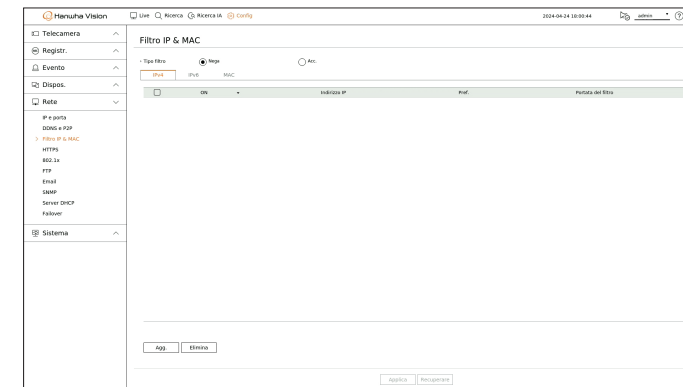 Hanwha Vision Live Ricerca Ricerca IA Config 2024-04-24 18:00:44 admin
Telecamera
Registr.
Evento
Dispos.
Rete
IP e porta
DDNS e P2P
Filtro IP & MAC
HTTPS
802.1x
FTP
Email
SNMP
Server DHCP
Failover
Sistema
Filtro IP & MAC
Tipo filtro Nega Acc.
IPv4 IPv6 MAC
ON Indirizzo IP Pref. Portata del filtro
Agg. Elimina
Applica Recuperare